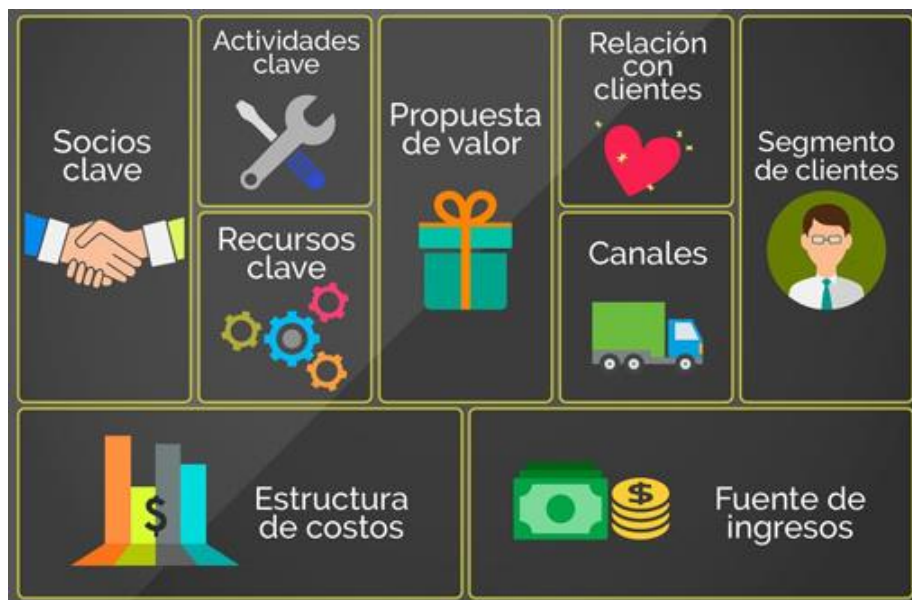 Socios
clave
Actividades
clave
Recursos
clave
Propuesta
de valor
Relación
con
clientes
Canales
Segmento
de clientes
$
Estructura
de costos
$
Fuente de
ingresos